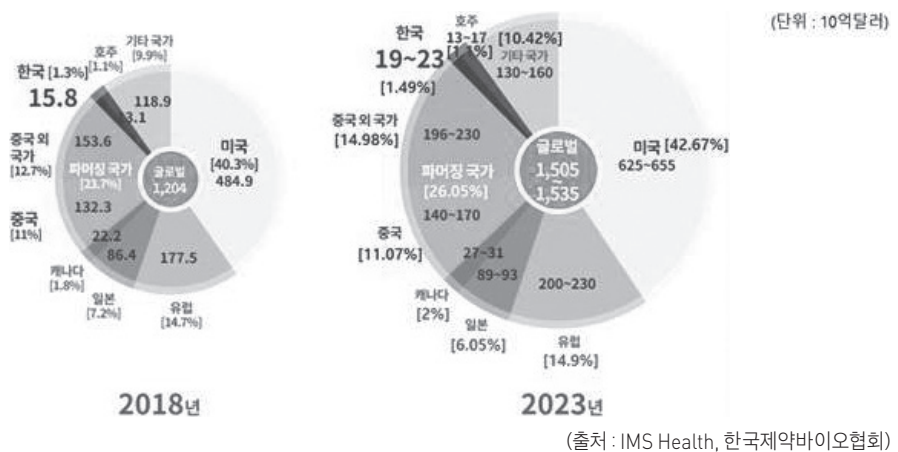 (단위 : 10억달러)
기타 국가
[9.9%]
호주
[1.1%]
한국 [1.3%]
15.8
118.9
13.1
중국 외
국가
[12.7%]
153.6
파머징 국가
[23.7%]
글로벌
1,204
미국
[40.3%]
484.9
132.3
중국
[11%]
22.2
86.4
177.5
캐나다
[1.8%]
일본
[7.2%]
유럽
[14.7%]
2018년
한국
19~23
[1.49%]
호주
13~17
[1.1%]
[10.42%]
기타 국가
130~160
중국 외 국가
[14.98%]
196~230
파머징 국가
[26.05%]
글로벌
1,505
~
1,535
미국 [42.67%]
625~655
140~170
중국
[11.07%]
27~31
89~93
200~230
캐나다
[2%]
일본
[6.05%]
유럽
[14.9%]
2023년
(출처 : IMS Health, 한국제약바이오협회)